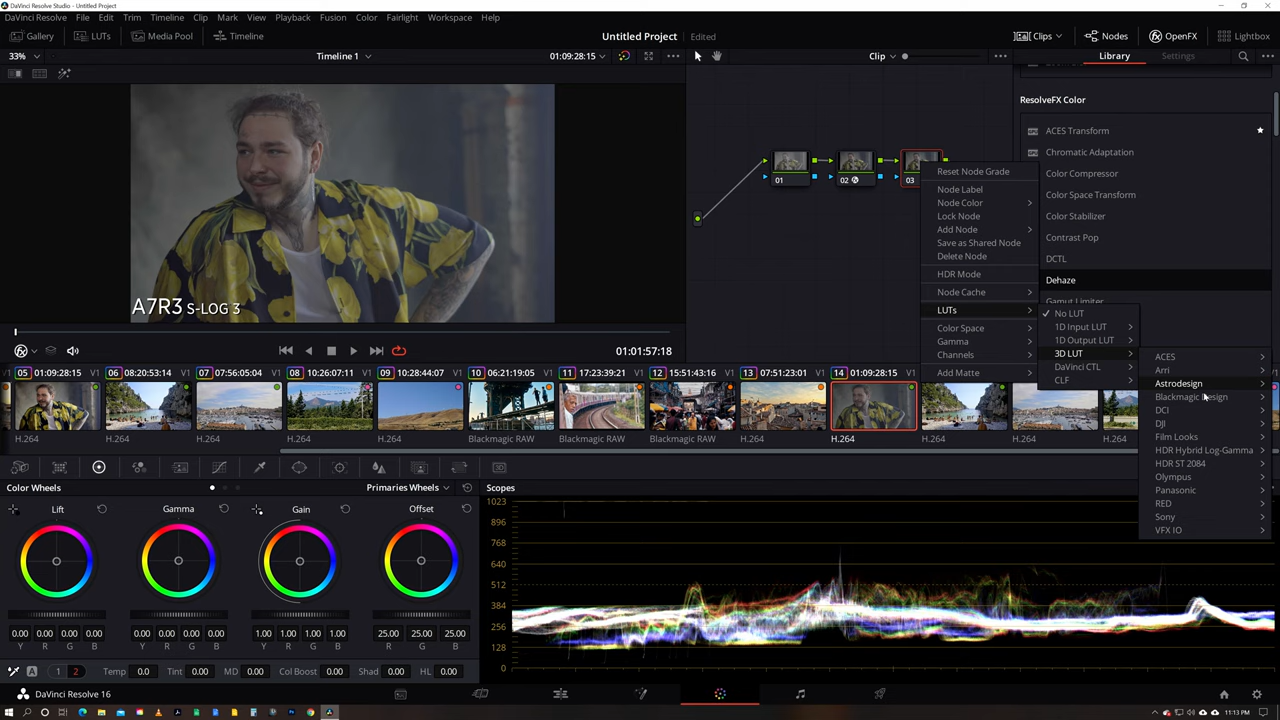 DaVinci Resolve Studio - Untitled Project
DaVinci Resolve File Edit Trim Timeline Clip Mark View Playback Fusion Color Fairlight Workspace Help
Gallery LUTs Media Pool Timeline Untitled Project Edited Clips Nodes OpenFX Lightbox
33% Timeline 1 01:09:28:15 Clip Library Settings
ResolveFX Color
ACES Transform
Chromatic Adaptation
Color Compressor
Color Space Transform
Color Stabilizer
Contrast Pop
DCTL
Dehaze
Gamut Limiter
01 02 03
Reset Node Grade
Node Label
Node Color
Lock Node
Add Node
Save as Shared Node
Delete Node
HDR Mode
Node Cache
LUTs
Color Space
Gamma
Channels
Add Matte
No LUT
1D Input LUT
1D Output LUT
3D LUT
DaVinci CTL
CLF
ACES
Arri
Astrodesign
Blackmagic Design
DCI
DJI
Film Looks
HDR Hybrid Log-Gamma
HDR ST 2084
Olympus
Panasonic
RED
Sony
VFX IO
A7R3 S-LOG 3
01:01:57:18
05 01:09:28:15 V1 06 08:20:53:14 V1 07 7:56:05:04 V1 08 10:26:07:11 V1 09 10:28:44:07 V1 10 06:21:19:05 V1 11 17:23:39:21 V1 12 15:51:43:16 V1 13 07:51:23:01 V1 14 01:09:28:15 V1
H.264 H.264 H.264 H.264 H.264 Blackmagic RAW Blackmagic RAW Blackmagic RAW H.264 H.264 H.264 H.264 H.264
Color Wheels Primaries Wheels Scopes
Lift Gamma Gain Offset
0.00 0.00 0.00 0.00 0.00 0.00 0.00 0.00 1.00 1.00 1.00 1.00 25.00 25.00 25.00
Y R G B Y R G B Y R G B R G B
A 1 2 Temp 0.0 Tint 0.00 MD 0.00 Col Boost 0.00 Shad 0.00 HL 0.00
1023
896
768
640
512
384
256
128
0
DaVinci Resolve 16
11:13 PM